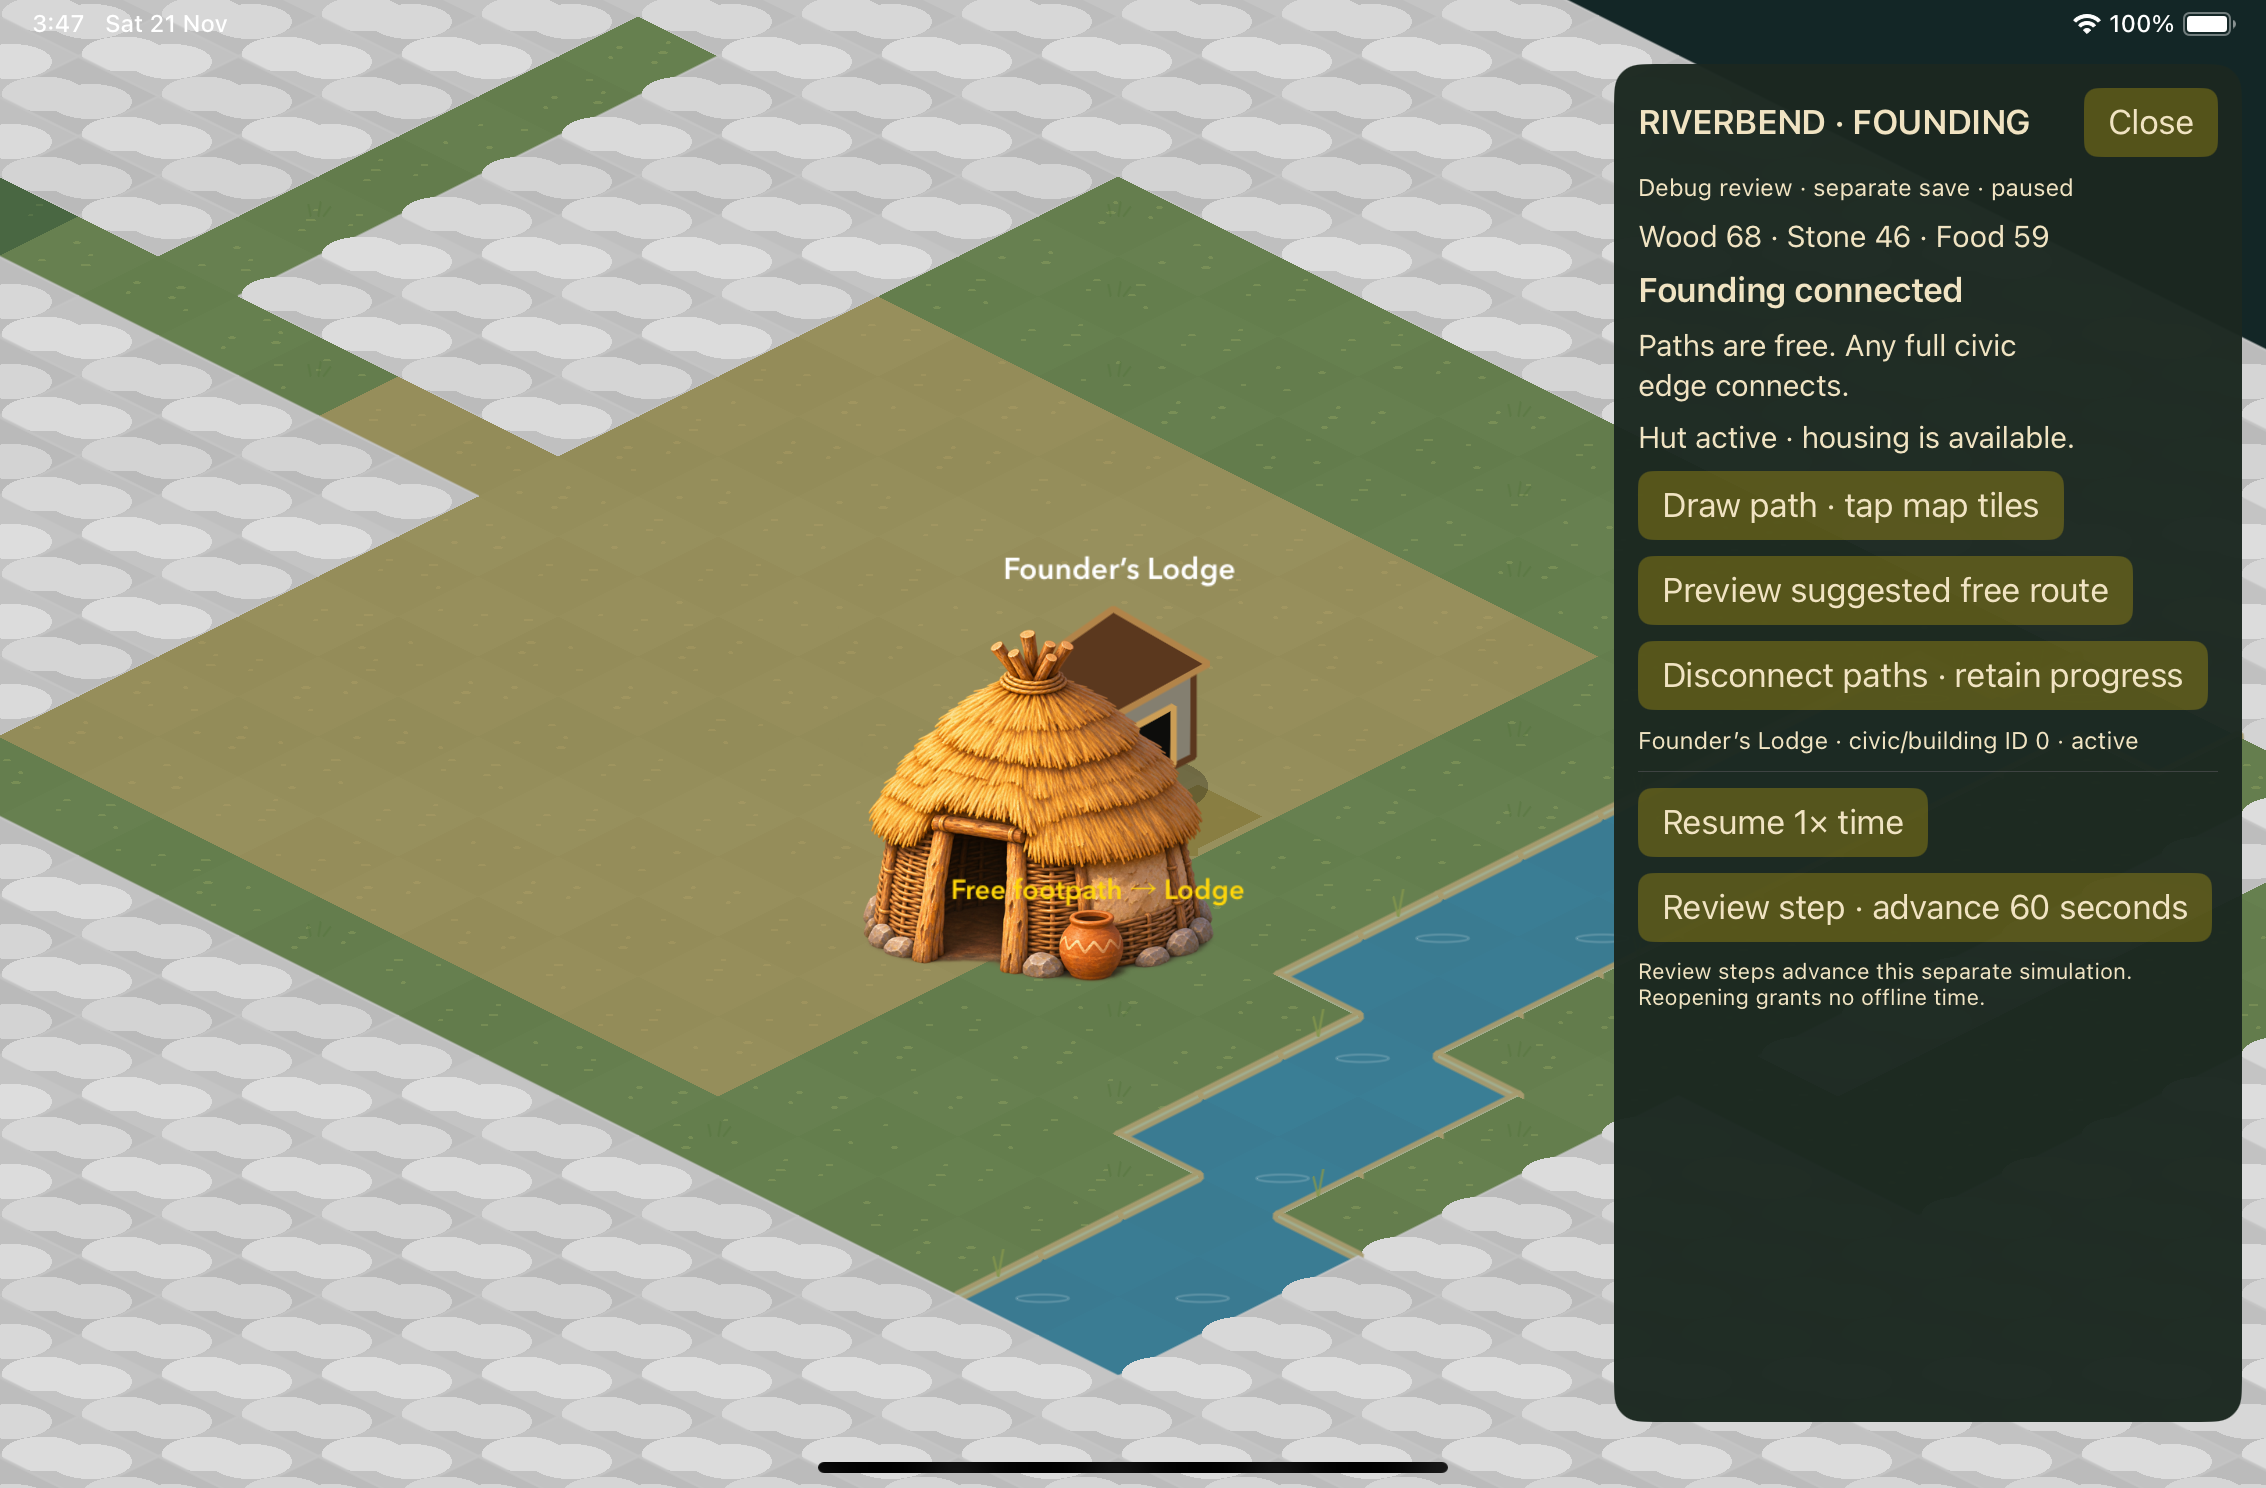 3:47 Sat 21 Nov
100%
RIVERBEND · FOUNDING
Close
Debug review · separate save · paused
Wood 68 · Stone 46 · Food 59
Founding connected
Paths are free. Any full civic
edge connects.
Hut active · housing is available.
Draw path · tap map tiles
Preview suggested free route
Disconnect paths · retain progress
Founder’s Lodge · civic/building ID 0 · active
Resume 1× time
Review step · advance 60 seconds
Review steps advance this separate simulation.
Reopening grants no offline time.
Founder’s Lodge
Free footpath → Lodge